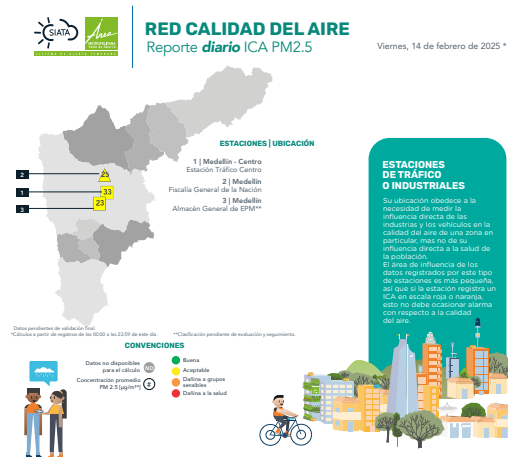 SIATA
Área
METROPOLITANA
Valle de Aburrá
RED CALIDAD DEL AIRE
Reporte diario ICA PM2.5
Viernes, 14 de febrero de 2025 *
ESTACIONES | UBICACIÓN
1 | Medellín - Centro
Estación Tráfico Centro
2 | Medellín
Fiscalía General de la Nación
3 | Medellín
Almacén General de EPM**
2
25
1
33
3
23
ESTACIONES
DE TRÁFICO
O INDUSTRIALES
Su ubicación obedece a la
necesidad de medir la
influencia directa de las
industrias y los vehículos en la
calidad del aire de una zona en
particular, mas no de su
influencia directa a la salud de
la población.
El área de influencia de los
datos registrados por este tipo
de estaciones es más pequeña,
así que si la estación registra un
ICA en escala roja o naranja,
esto no debe ocasionar alarma
con respecto a la calidad
del aire.
Datos pendientes de validación final.
*Cálculos a partir de registros de las 00:00 a las 23:59 de este día.
**Clasificación pendiente de evaluación y seguimiento.
CONVENCIONES
Datos no disponibles
para el cálculo
ND
Concentración promedio
PM 2.5 (µg/m**)
#
Buena
Aceptable
Dañina a grupos
sensibles
Dañina a la salud